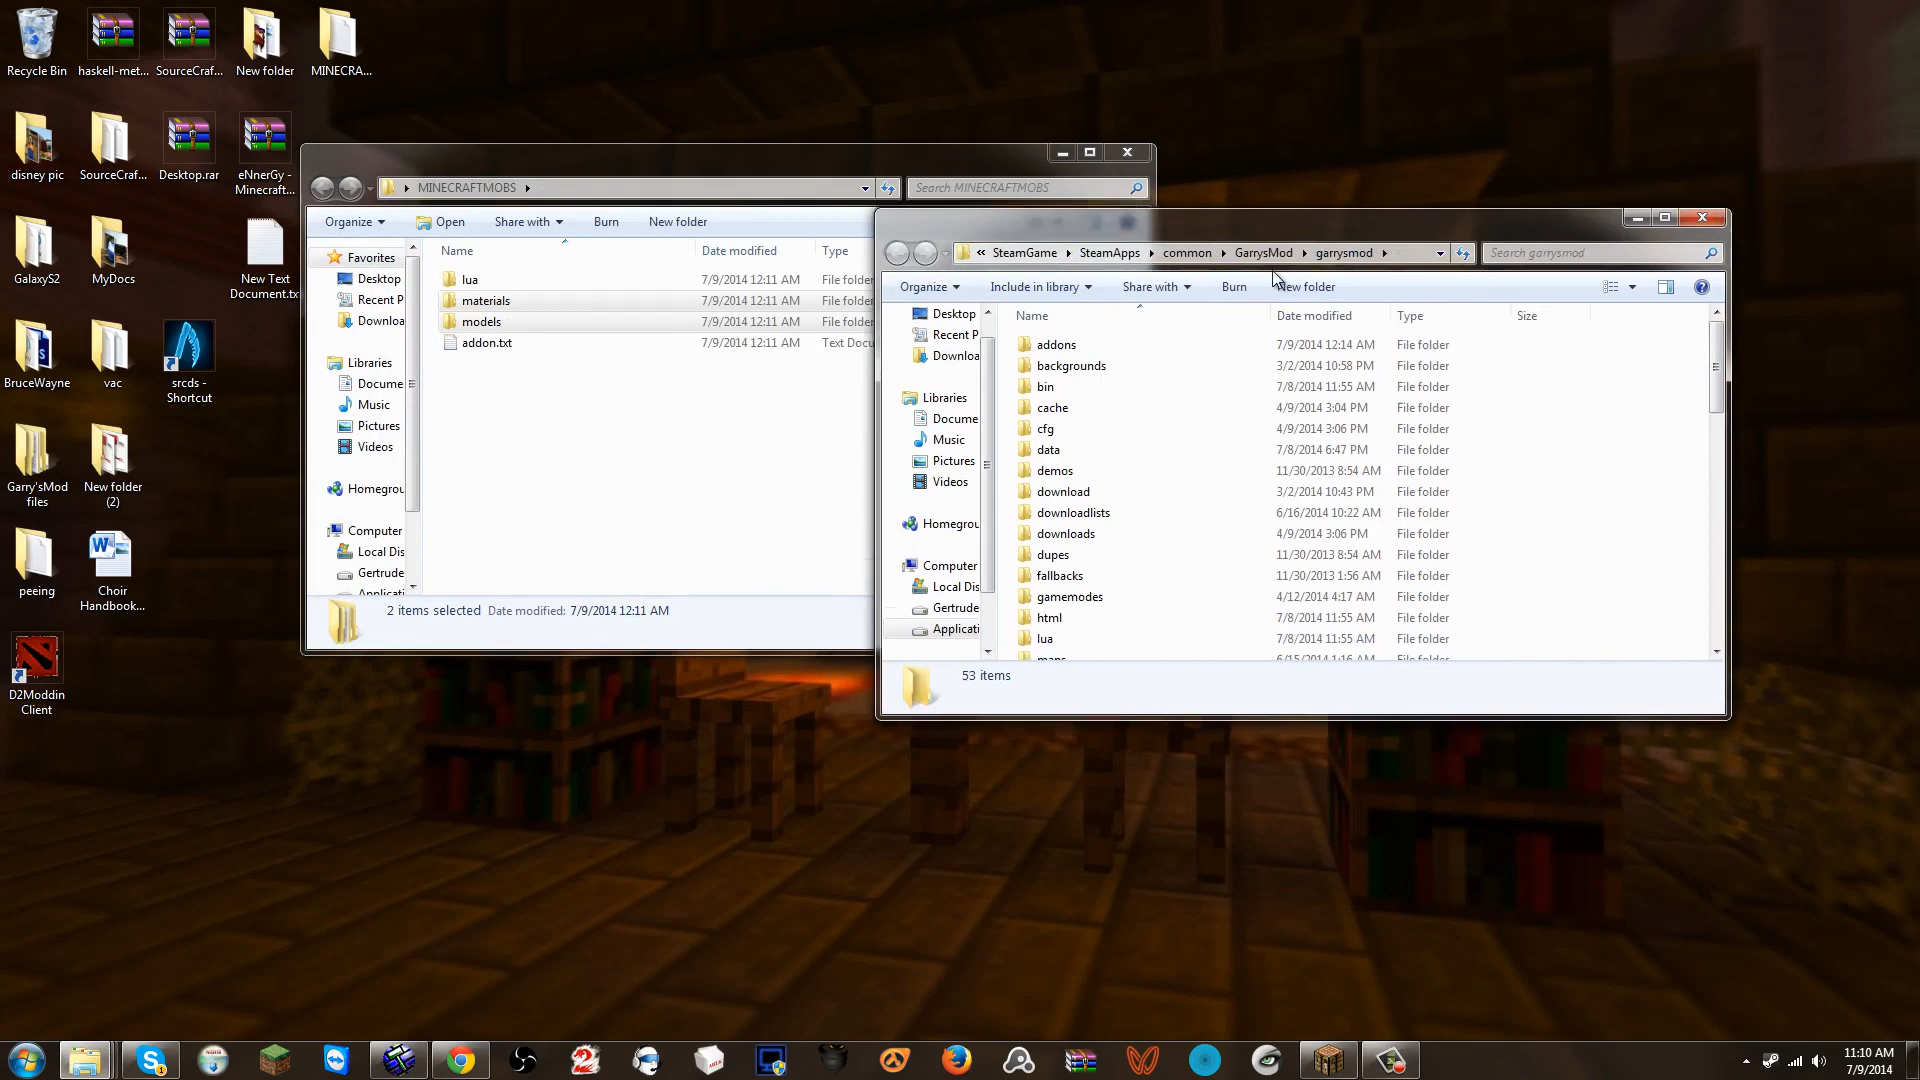 Recycle Bin
haskell-met...
SourceCraf...
New folder
MINECRA...
disney pic
SourceCraf...
Desktop.rar
eNnerGy -
Minecraft...
GalaxyS2
MyDocs
New Text
Document.tx
BruceWayne
vac
srcds -
Shortcut
Garry'sMod
files
New folder
(2)
peeing
Choir
Handbook...
D2Moddin
Client
MINECRAFTMOBS
Search MINECRAFTMOBS
Organize
Open
Share with
Burn
New folder
Favorites
Desktop
Recent P
Downloa
Libraries
Docume
Music
Pictures
Videos
Homegrou
Computer
Local Dis
Gertrude
Applicati
Name
Date modified
Type
lua 7/9/2014 12:11 AM File folder
materials 7/9/2014 12:11 AM File folder
models 7/9/2014 12:11 AM File folder
addon.txt 7/9/2014 12:11 AM Text Docu
2 items selected Date modified: 7/9/2014 12:11 AM
« SteamGame SteamApps common GarrysMod garrysmod
Search garrysmod
Organize
Include in library
Share with
Burn
New folder
Desktop
Recent P
Downloa
Libraries
Docume
Music
Pictures
Videos
Homegrou
Computer
Local Dis
Gertrude
Applicati
Name
Date modified
Type
Size
addons 7/9/2014 12:14 AM File folder
backgrounds 3/2/2014 10:58 PM File folder
bin 7/8/2014 11:55 AM File folder
cache 4/9/2014 3:04 PM File folder
cfg 4/9/2014 3:06 PM File folder
data 7/8/2014 6:47 PM File folder
demos 11/30/2013 8:54 AM File folder
download 3/2/2014 10:43 PM File folder
downloadlists 6/16/2014 10:22 AM File folder
downloads 4/9/2014 3:06 PM File folder
dupes 11/30/2013 8:54 AM File folder
fallbacks 11/30/2013 1:56 AM File folder
gamemodes 4/12/2014 4:17 AM File folder
html 7/8/2014 11:55 AM File folder
lua 7/8/2014 11:55 AM File folder
maps 6/15/2014 1:16 AM File folder
53 items
11:10 AM
7/9/2014